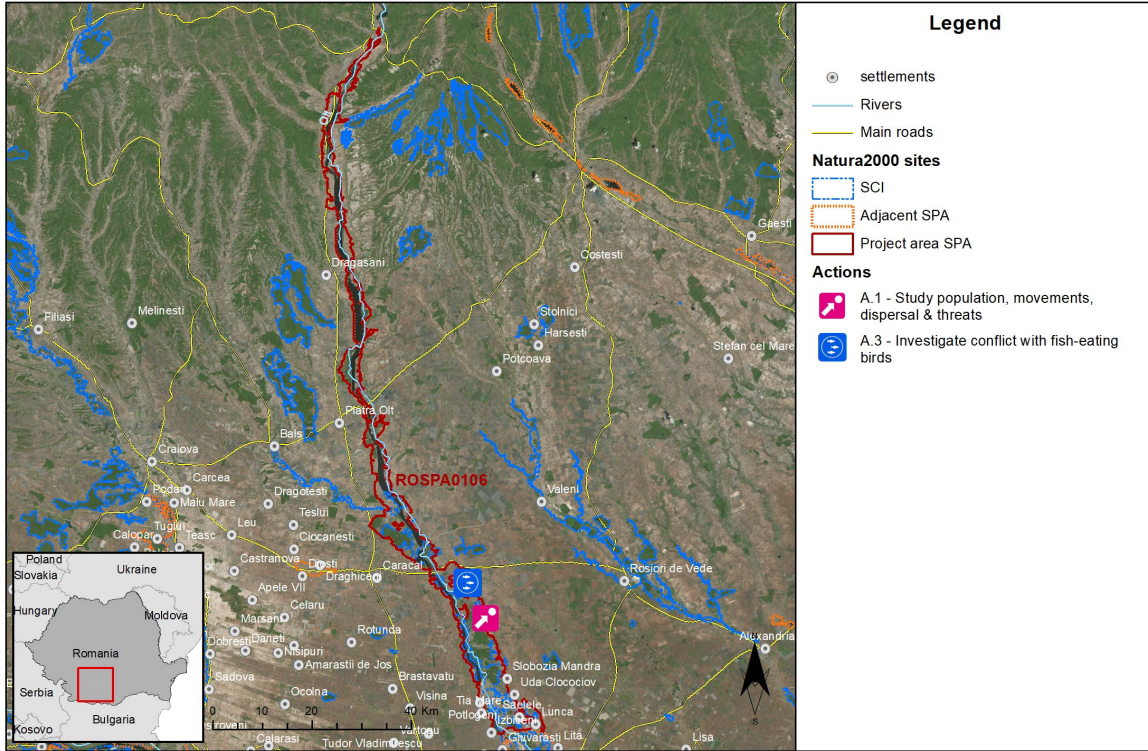 Legend
settlements
Rivers
Main roads
Natura2000 sites
SCI
Adjacent SPA
Project area SPA
Actions
A.1 - Study population, movements,
dispersal & threats
A.3 - Investigate conflict with fish-eating
birds
Gaesti
Costesti
Dragasani
Melinesti
Filiasi
Stolnici
Harsesti
Stefan cel Mare
Potcoava
Piatra Olt
Bals
Craiova
Carcea
ROSPA0106
Podari
Malu Mare
Dragotesti
Valeni
Teslui
Tuglui
Leu
Calopar
Teasc
Ciocanesti
Castranova
Diosti
Caracal
Draghiceni
Rosiori de Vede
Apele VII
Celaru
Marsani
Rotunda
Alexandria
Dobresti
Daneti
Nisipuri
Amarastii de Jos
Slobozia Mandra
Sadova
Brastavatu
Uda Clocociov
Ocolna
Visina
Tia Mare
Saelele
Potlogeni
Lunca
Izbiceni
Giuvarasti
Lita
Lisa
Calarasi
Tudor Vladimirescu
0 10 20 40 Km
S
Poland
Slovakia
Ukraine
Hungary
Moldova
Romania
Serbia
Bulgaria
Kosovo